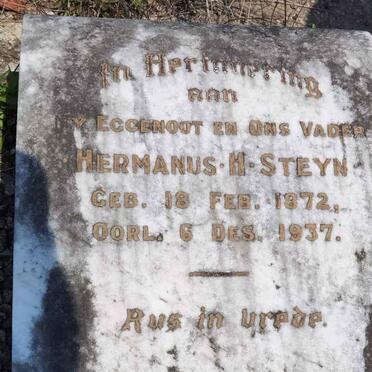 In Herinnering
aan
My Eggenoot en ons Vader
Hermanus·H·Steyn
Geb. 18 Feb. 1872,
Oorl. 6 Des. 1937.
Rus in vrede.